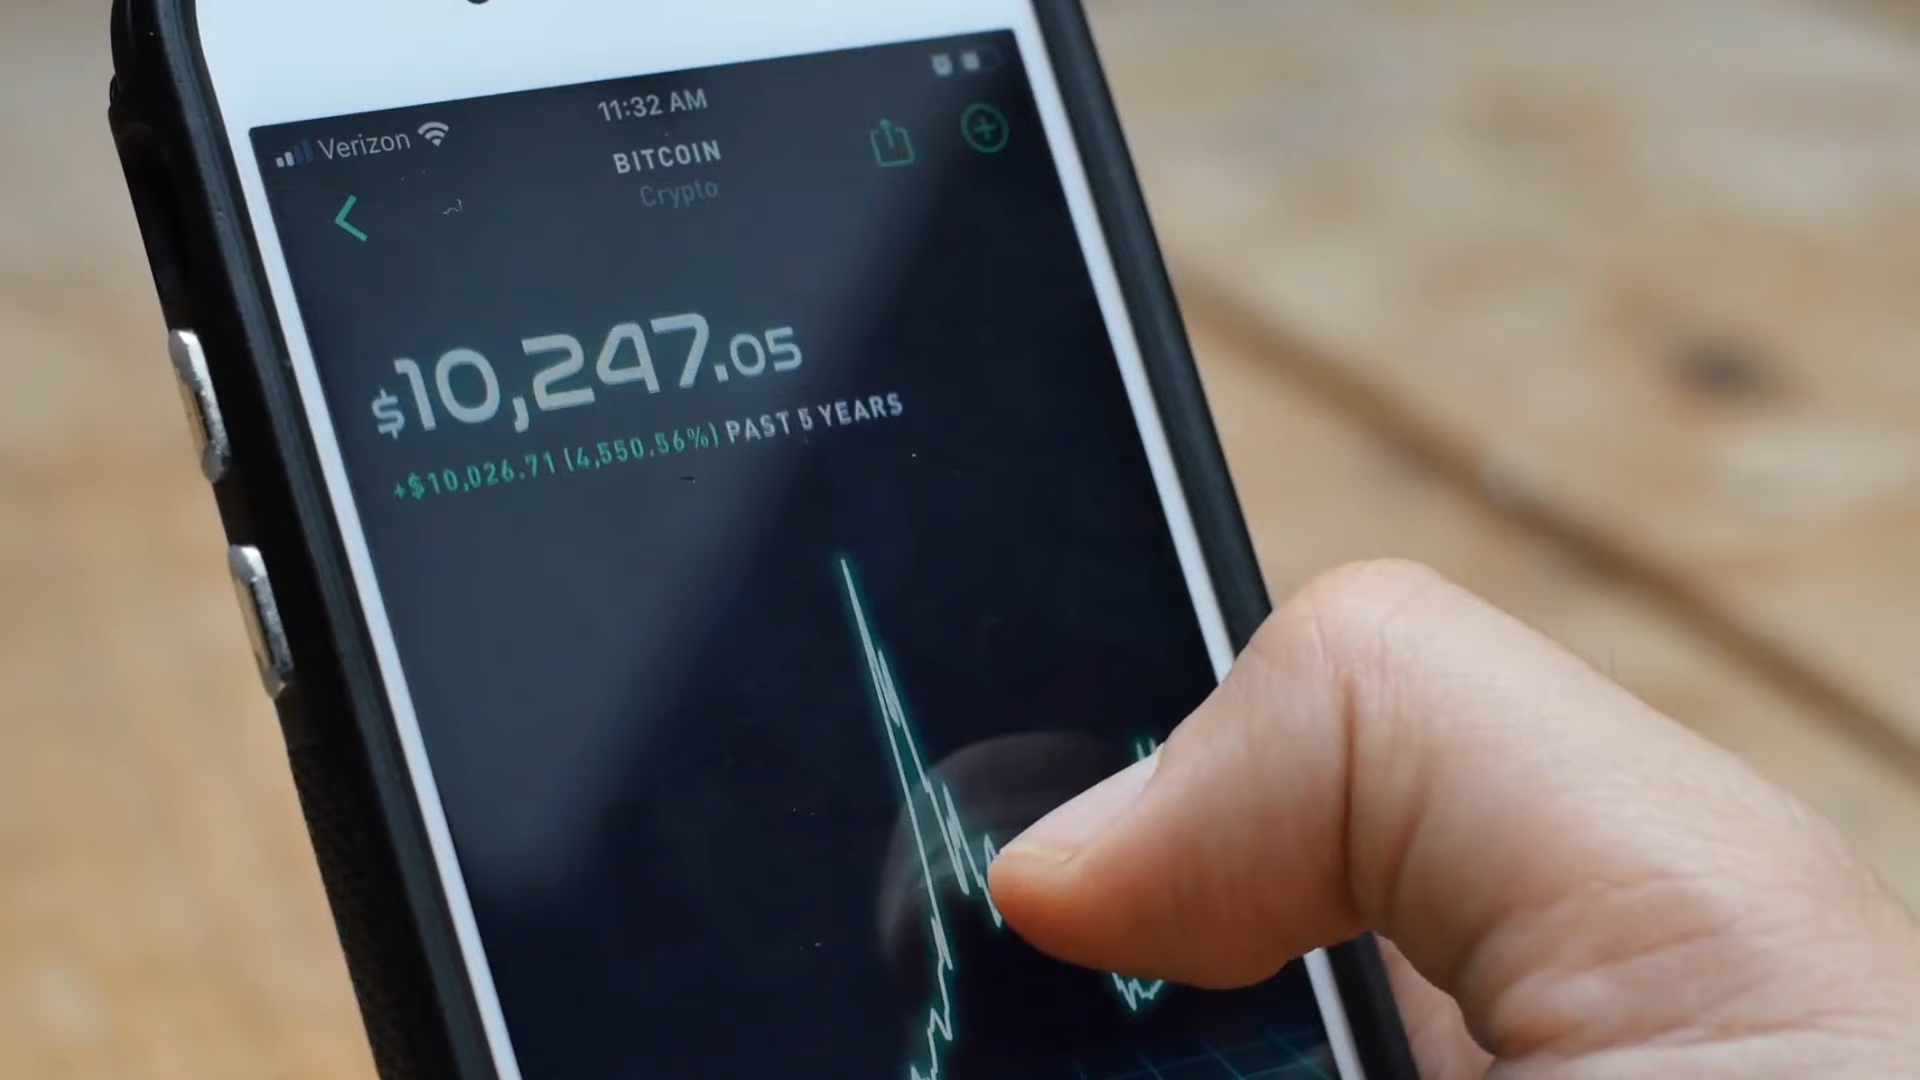 Verizon
11:32 AM
BITCOIN
Crypto
$10,247.05
+$10,026.71 (4,550.56%) PAST 5 YEARS